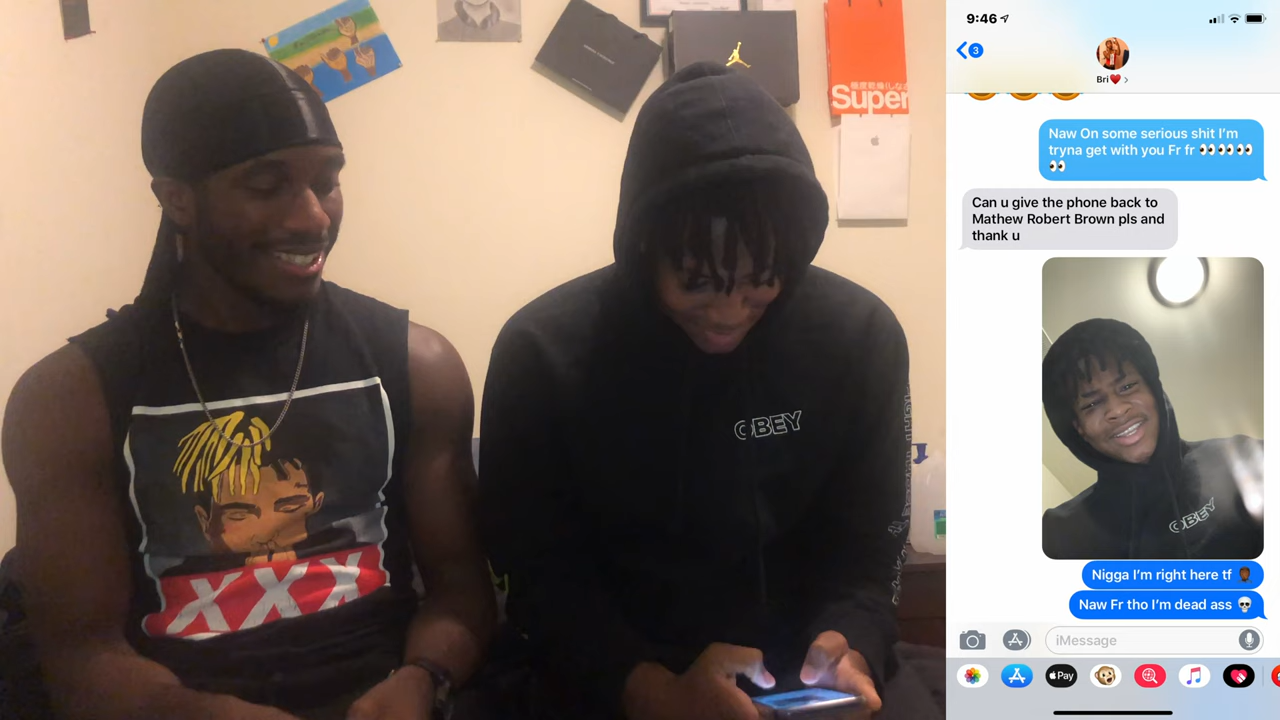 9:46
3
Bri❤️ >
Naw On some serious shit I'm
tryna get with you Fr fr 👀👀👀👀👀
👀
Can u give the phone back to
Mathew Robert Brown pls and
thank u
OBEY
Nigga I'm right here tf
Naw Fr tho I'm dead ass 💀
iMessage
Pay
Super
OBEY
XXX